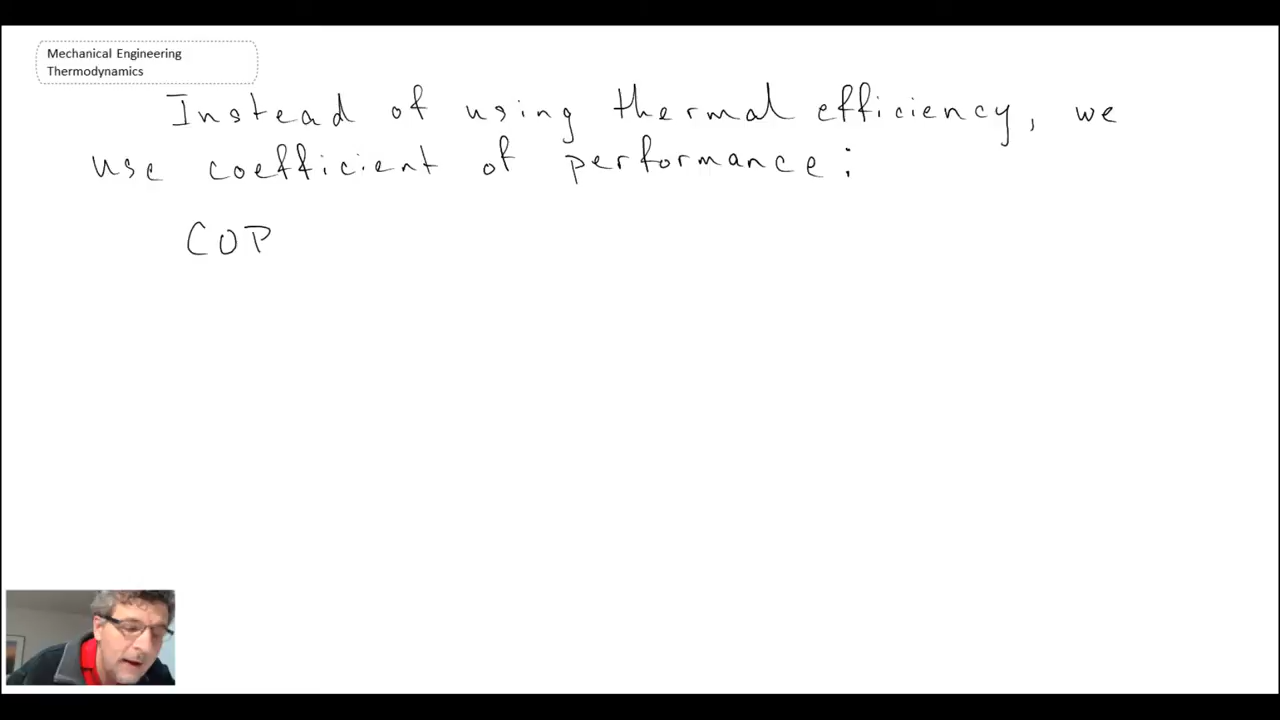 Mechanical Engineering
Thermodynamics
Instead of using thermal efficiency, we
use coefficient of performance:
COP